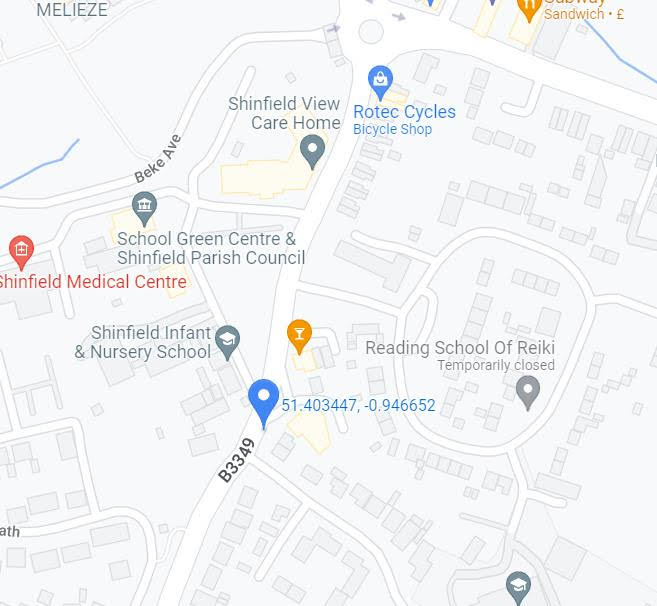 MELIEZE
Subway
Sandwich • £
Shinfield View
Care Home
Rotec Cycles
Bicycle Shop
Beke Ave
School Green Centre &
Shinfield Parish Council
Shinfield Medical Centre
Shinfield Infant
& Nursery School
Reading School Of Reiki
Temporarily closed
51.403447, -0.946652
B3349
ath